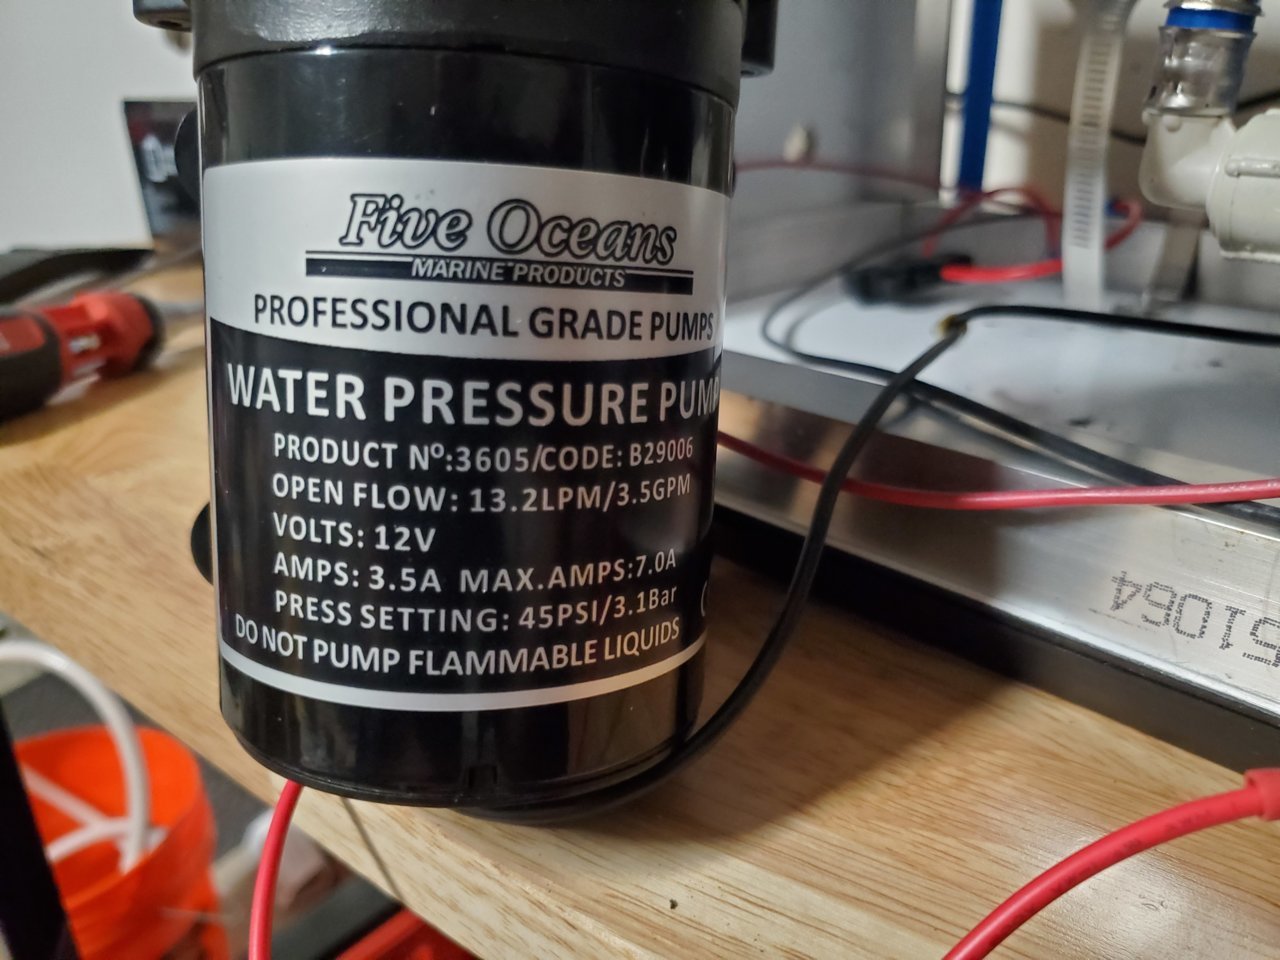 Five Oceans
MARINE PRODUCTS
PROFESSIONAL GRADE PUMPS
WATER PRESSURE PUMP
PRODUCT Nº:3605/CODE: B29006
OPEN FLOW: 13.2LPM/3.5GPM
VOLTS: 12V
AMPS: 3.5A MAX.AMPS:7.0A
PRESS SETTING: 45PSI/3.1Bar
DO NOT PUMP FLAMMABLE LIQUIDS